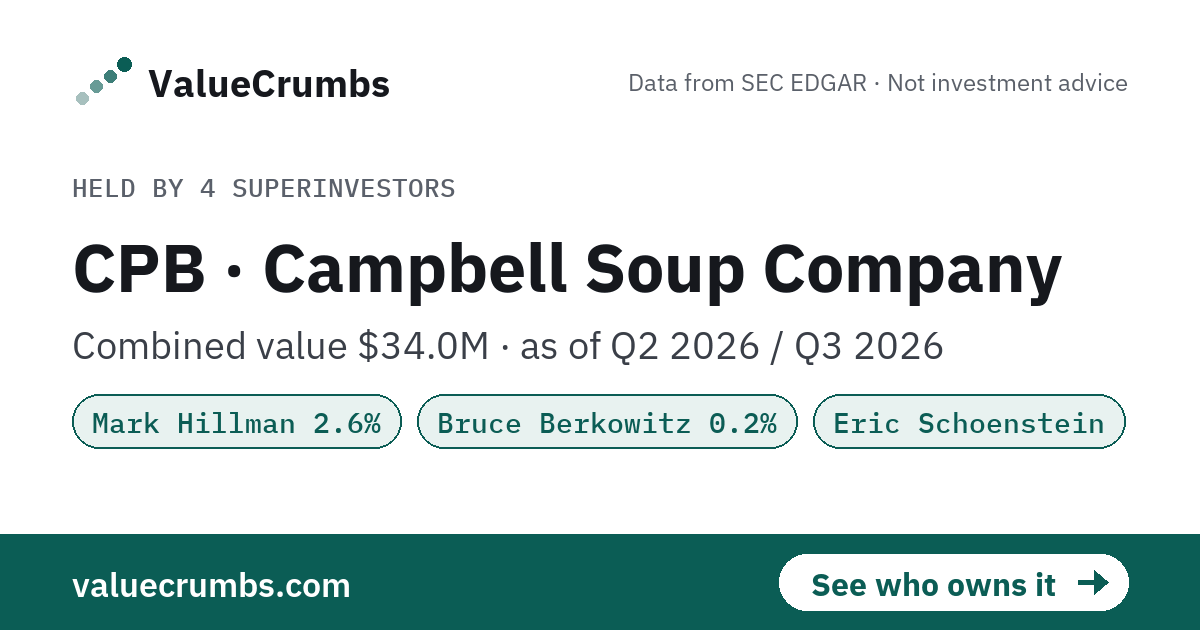 ValueCrumbs
Data from SEC EDGAR · Not investment advice
HELD BY 4 SUPERINVESTORS
CPB · Campbell Soup Company
Combined value $34.0M · as of Q2 2026 / Q3 2026
Mark Hillman 2.6%
Bruce Berkowitz 0.2%
Eric Schoenstein
valuecrumbs.com
See who owns it →